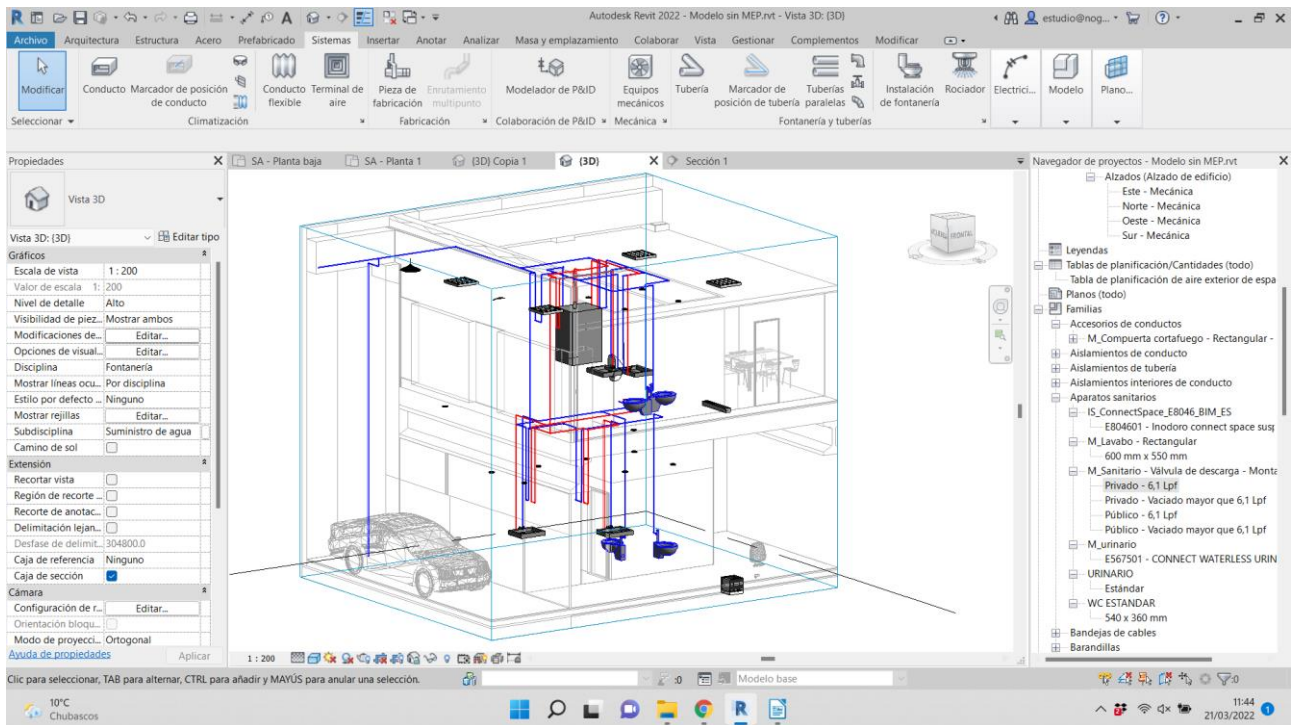 Autodesk Revit 2022 - Modelo sin MEP.rvt - Vista 3D: {3D}
estudio@nog...
Archivo Arquitectura Estructura Acero Prefabricado Sistemas Insertar Anotar Analizar Masa y emplazamiento Colaborar Vista Gestionar Complementos Modificar
Modificar
Conducto
Marcador de posición de conducto
Conducto flexible
Terminal de aire
Pieza de fabricación
Enrutamiento multipunto
Modelador de P&ID
Equipos mecánicos
Tubería
Marcador de posición de tubería
Tuberías paralelas
Instalación de fontanería
Rociador
Electrici...
Modelo
Plano...
Seleccionar Climatización Fabricación Colaboración de P&ID Mecánica Fontanería y tuberías
Propiedades
SA - Planta baja
SA - Planta 1
{3D} Copia 1
{3D}
Sección 1
Vista 3D
Vista 3D: {3D} Editar tipo
Gráficos
Escala de vista 1 : 200
Valor de escala 1: 200
Nivel de detalle Alto
Visibilidad de piez... Mostrar ambos
Modificaciones de... Editar...
Opciones de visual... Editar...
Disciplina Fontanería
Mostrar líneas ocu... Por disciplina
Estilo por defecto ... Ninguno
Mostrar rejillas Editar...
Subdisciplina Suministro de agua
Camino de sol
Extensión
Recortar vista
Región de recorte ...
Recorte de anotac...
Delimitación lejan...
Desfase de delimit... 304800.0
Caja de referencia Ninguno
Caja de sección
Cámara
Configuración de r... Editar...
Orientación bloqu...
Modo de proyecci... Ortogonal
Ayuda de propiedades Aplicar
FRONTAL
1 : 200
Navegador de proyectos - Modelo sin MEP.rvt
Alzados (Alzado de edificio)
Este - Mecánica
Norte - Mecánica
Oeste - Mecánica
Sur - Mecánica
Leyendas
Tablas de planificación/Cantidades (todo)
Tabla de planificación de aire exterior de espa
Planos (todo)
Familias
Accesorios de conductos
M_Compuerta cortafuego - Rectangular -
Aislamientos de conducto
Aislamientos de tubería
Aislamientos interiores de conducto
Aparatos sanitarios
IS_ConnectSpace_E8046_BIM_ES
E804601 - Inodoro connect space susp
M_Lavabo - Rectangular
600 mm x 550 mm
M_Sanitario - Válvula de descarga - Monta
Privado - 6,1 Lpf
Privado - Vaciado mayor que 6,1 Lpf
Público - 6,1 Lpf
Público - Vaciado mayor que 6,1 Lpf
M_urinario
E567501 - CONNECT WATERLESS URIN
URINARIO
Estándar
WC ESTANDAR
540 x 360 mm
Bandejas de cables
Barandillas
Clic para seleccionar, TAB para alternar, CTRL para añadir y MAYÚS para anular una selección.
:0
Modelo base
:0
10°C
Chubascos
11:44
21/03/2022